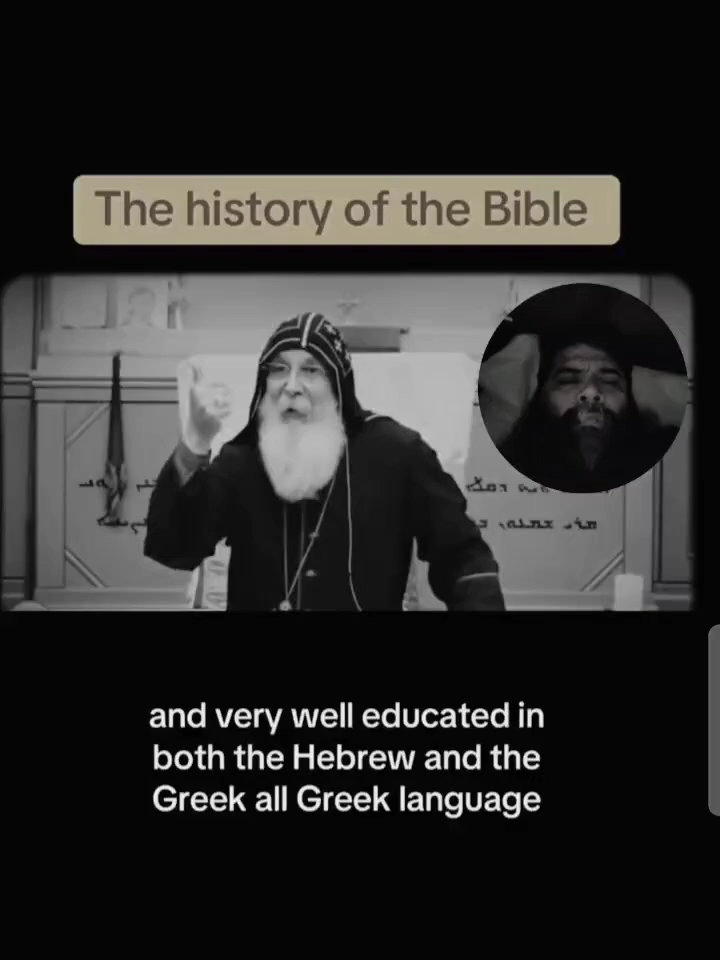 The history of the Bible
and very well educated in
both the Hebrew and the
Greek all Greek language